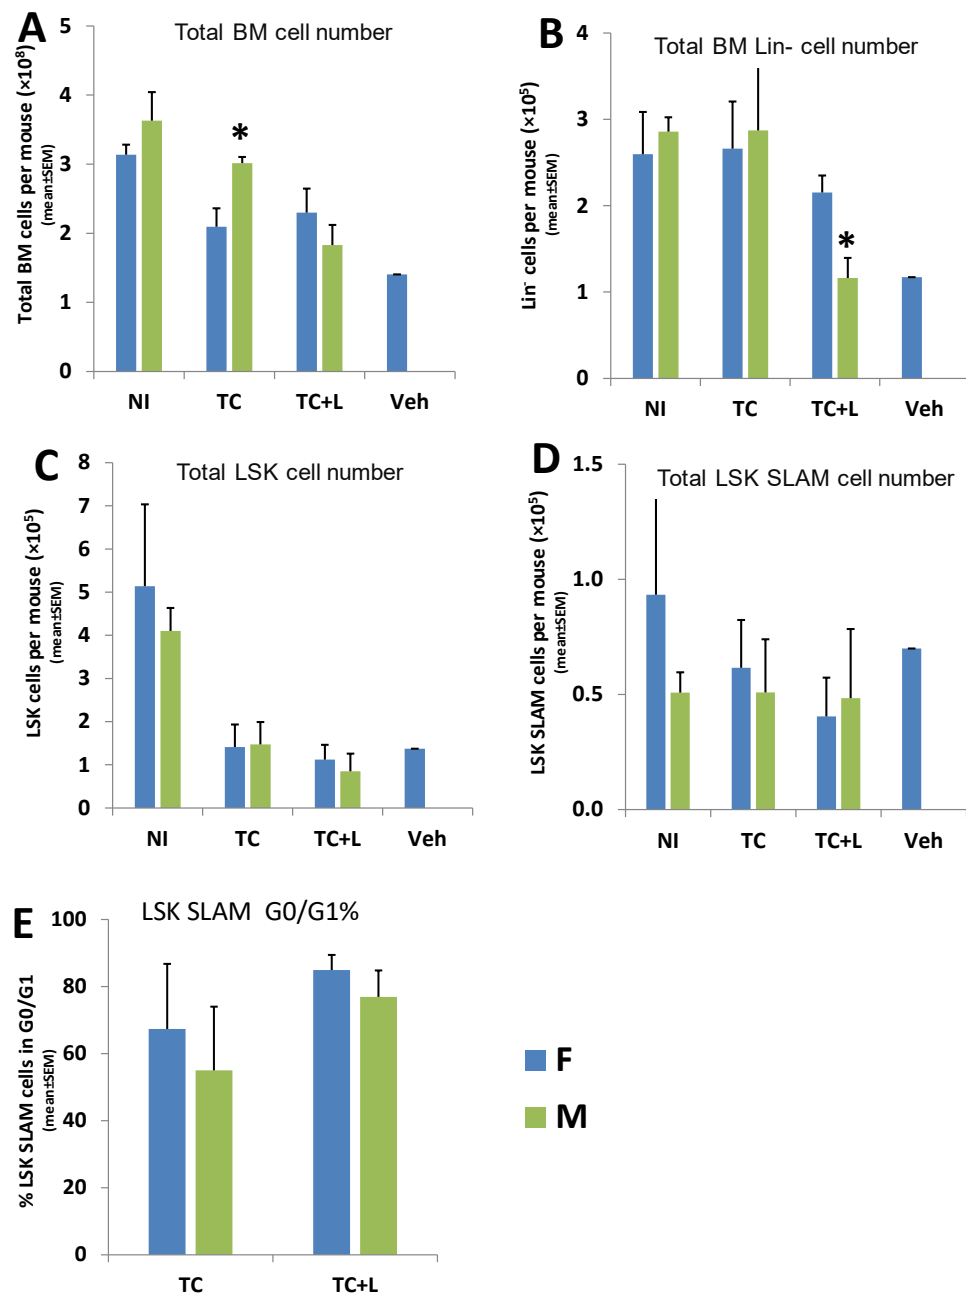 A
Total BM cell number
Total BM cells per mouse (×10⁸)
(mean±SEM)
5
4
3
2
1
0
*
NI TC TC+L Veh
B
Total BM Lin- cell number
Lin⁻ cells per mouse (×10⁵)
(mean±SEM)
4
3
2
1
0
*
NI TC TC+L Veh
C
Total LSK cell number
LSK cells per mouse (×10⁵)
(mean±SEM)
8
7
6
5
4
3
2
1
0
NI TC TC+L Veh
D
Total LSK SLAM cell number
LSK SLAM cells per mouse (×10⁵)
(mean±SEM)
1.5
1.0
0.5
0.0
NI TC TC+L Veh
E
LSK SLAM G0/G1%
% LSK SLAM cells in G0/G1
(mean±SEM)
100
80
60
40
20
0
TC TC+L
F
M